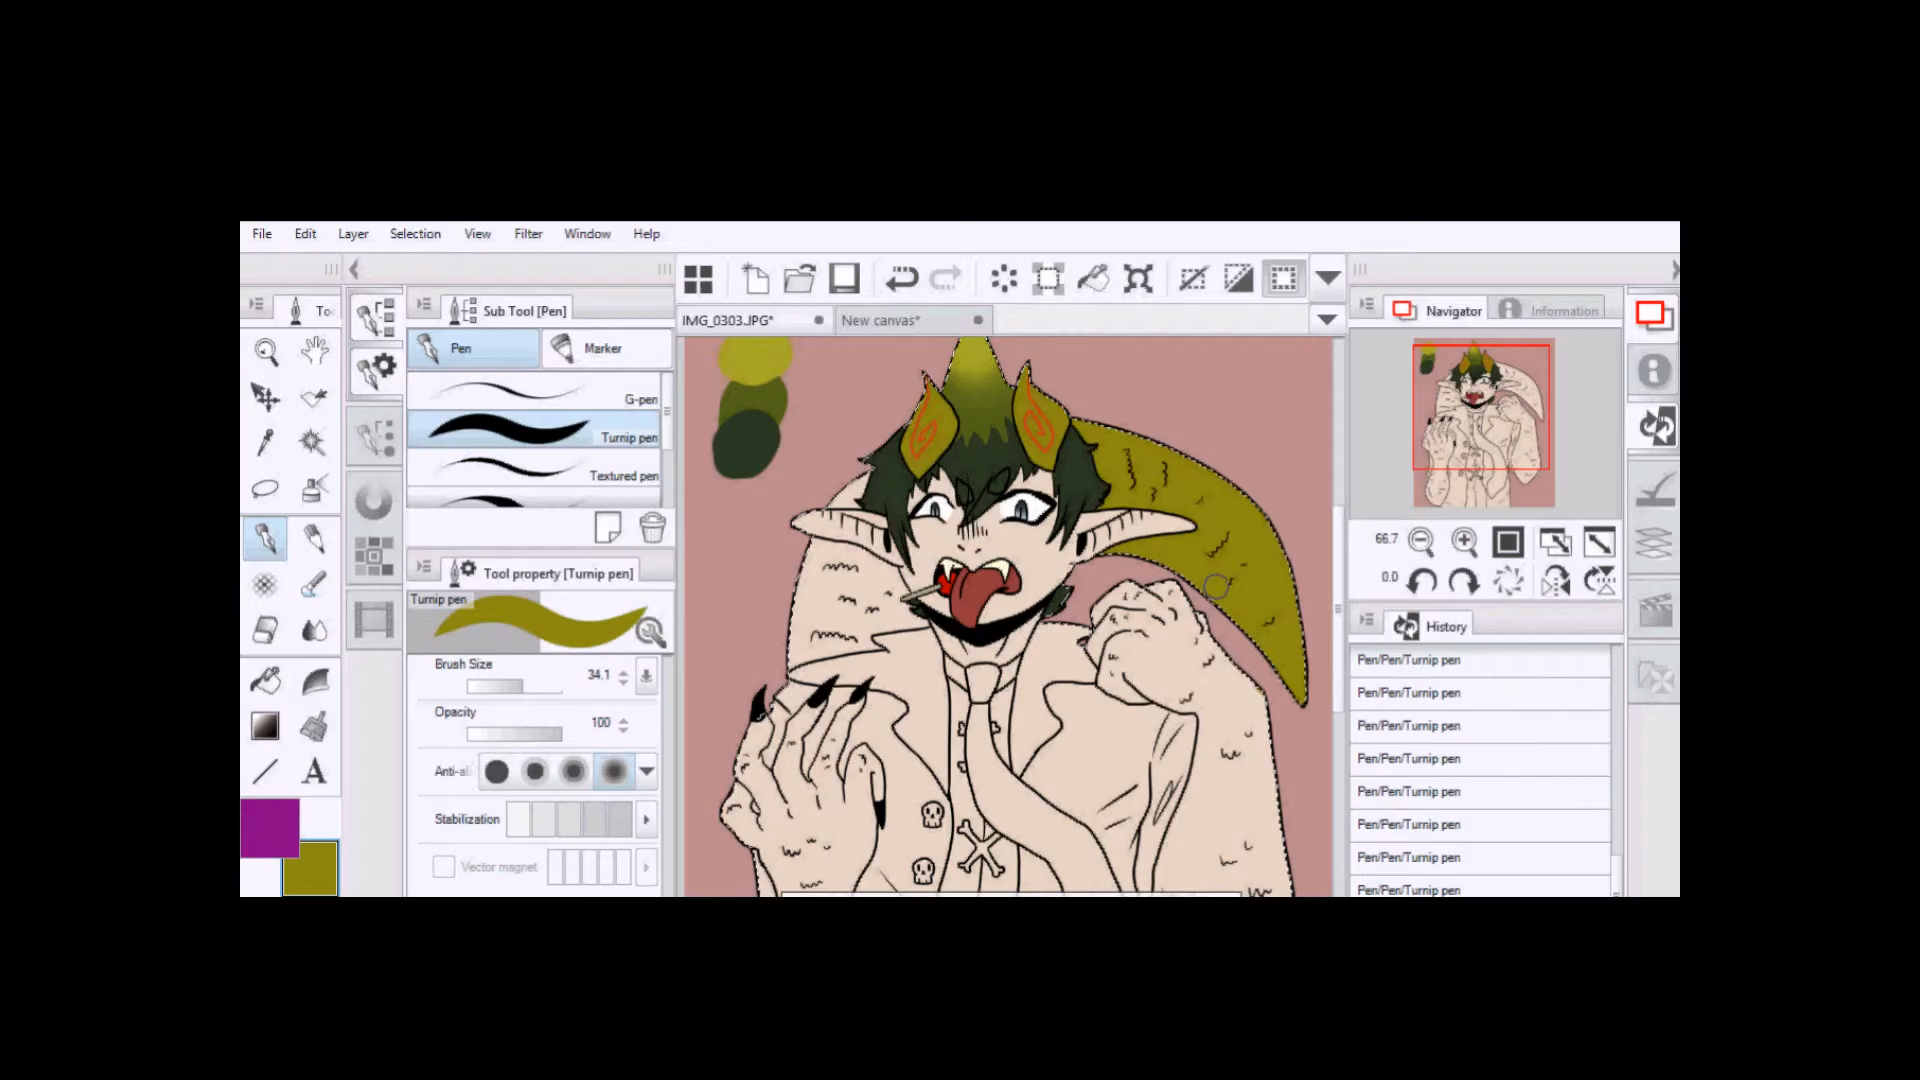 File Edit Layer Selection View Filter Window Help
Sub Tool [Pen]
Pen Marker
G-pen
Turnip pen
Textured pen
Tool property [Turnip pen]
Turnip pen
Brush Size 34.1
Opacity 100
Stabilization
Vector magnet
IMG_0303.JPG* New canvas*
A
Navigator Information
66.7
0.0
History
Pen/Pen/Turnip pen
Pen/Pen/Turnip pen
Pen/Pen/Turnip pen
Pen/Pen/Turnip pen
Pen/Pen/Turnip pen
Pen/Pen/Turnip pen
Pen/Pen/Turnip pen
Pen/Pen/Turnip pen